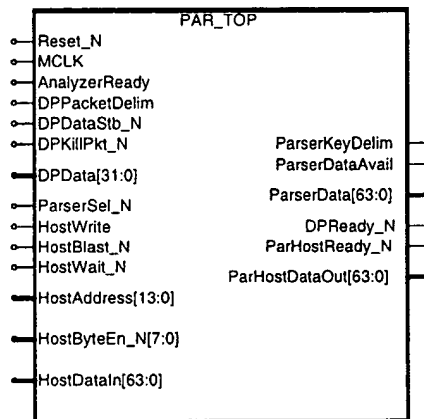 PAR_TOP
Reset_N
MCLK
AnalyzerReady
DPPacketDelim
DPDataStb_N
DPKillPkt_N
ParserKeyDelim
ParserDataAvail
DPData[31:0}
ParserData[63:0}
ParserSel_N
HostWrite
DPReady_N
HostBlast_N
ParHostReady_N
HostWait_N
ParHostDataOut[63:0}
HostAddress[13:0}
HostByteEn_N[7:0}
HostDataIn[63:0}